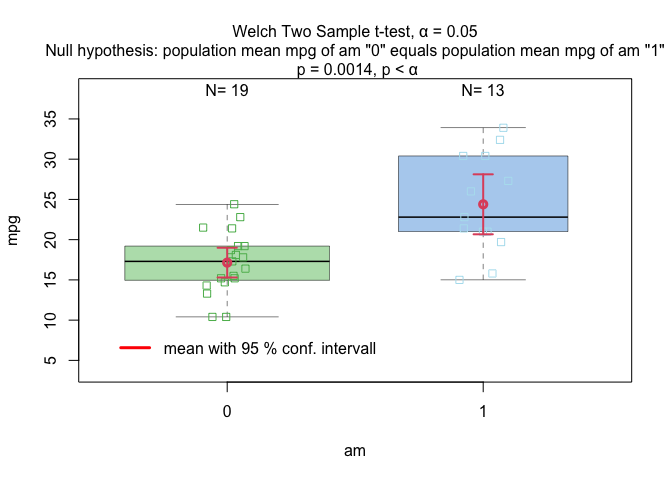 Welch Two Sample t-test, α = 0.05
Null hypothesis: population mean mpg of am "0" equals population mean mpg of am "1"
p = 0.0014, p < α
N= 19 N= 13
35
30
25
20
15
10
5
mpg
mean with 95 % conf. intervall
0 1
am